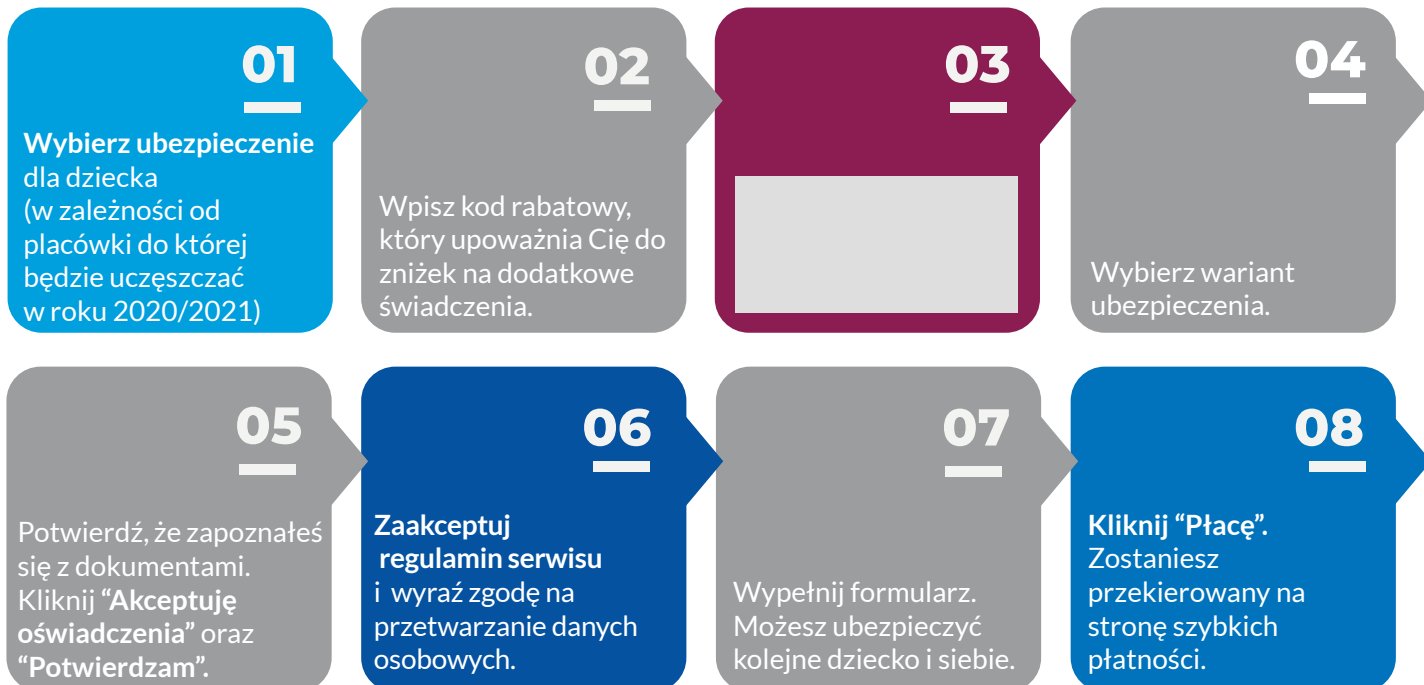 01
Wybierz ubezpieczenie
dla dziecka
(w zależności od
placówki do której
będzie uczęszczać
w roku 2020/2021)
02
Wpisz kod rabatowy,
który upoważnia Cię do
zniżek na dodatkowe
świadczenia.
03
04
Wybierz wariant
ubezpieczenia.
05
Potwierdź, że zapoznałeś
się z dokumentami.
Kliknij “Akceptuję
oświadczenia” oraz
“Potwierdzam”.
06
Zaakceptuj
regulamin serwisu
i wyraź zgodę na
przetwarzanie danych
osobowych.
07
Wypełnij formularz.
Możesz ubezpieczyć
kolejne dziecko i siebie.
08
Kliknij “Płacę”.
Zostaniesz
przekierowany na
stronę szybkich
płatności.